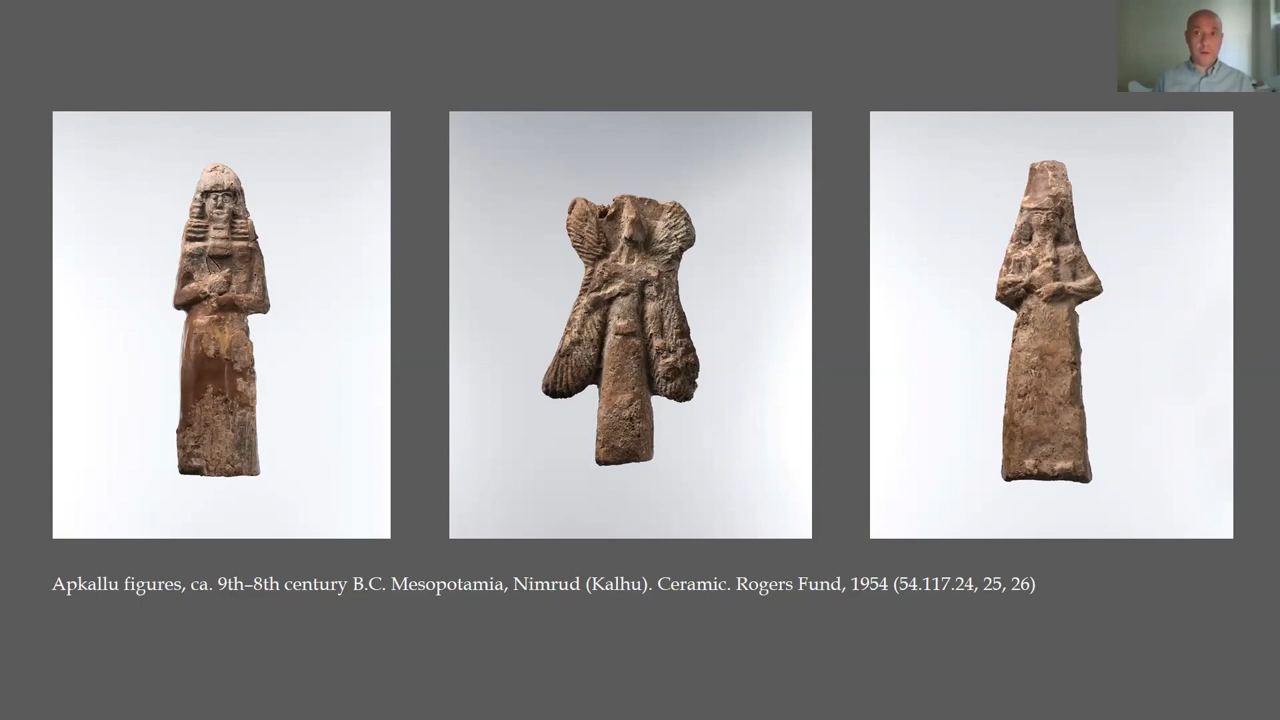 Apkallu figures, ca. 9th–8th century B.C. Mesopotamia, Nimrud (Kalhu). Ceramic. Rogers Fund, 1954 (54.117.24, 25, 26)